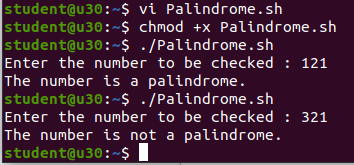 student@u30:~$ vi Palindrome.sh
student@u30:~$ chmod +x Palindrome.sh
student@u30:~$ ./Palindrome.sh
Enter the number to be checked : 121
The number is a palindrome.
student@u30:~$ ./Palindrome.sh
Enter the number to be checked : 321
The number is not a palindrome.
student@u30:~$